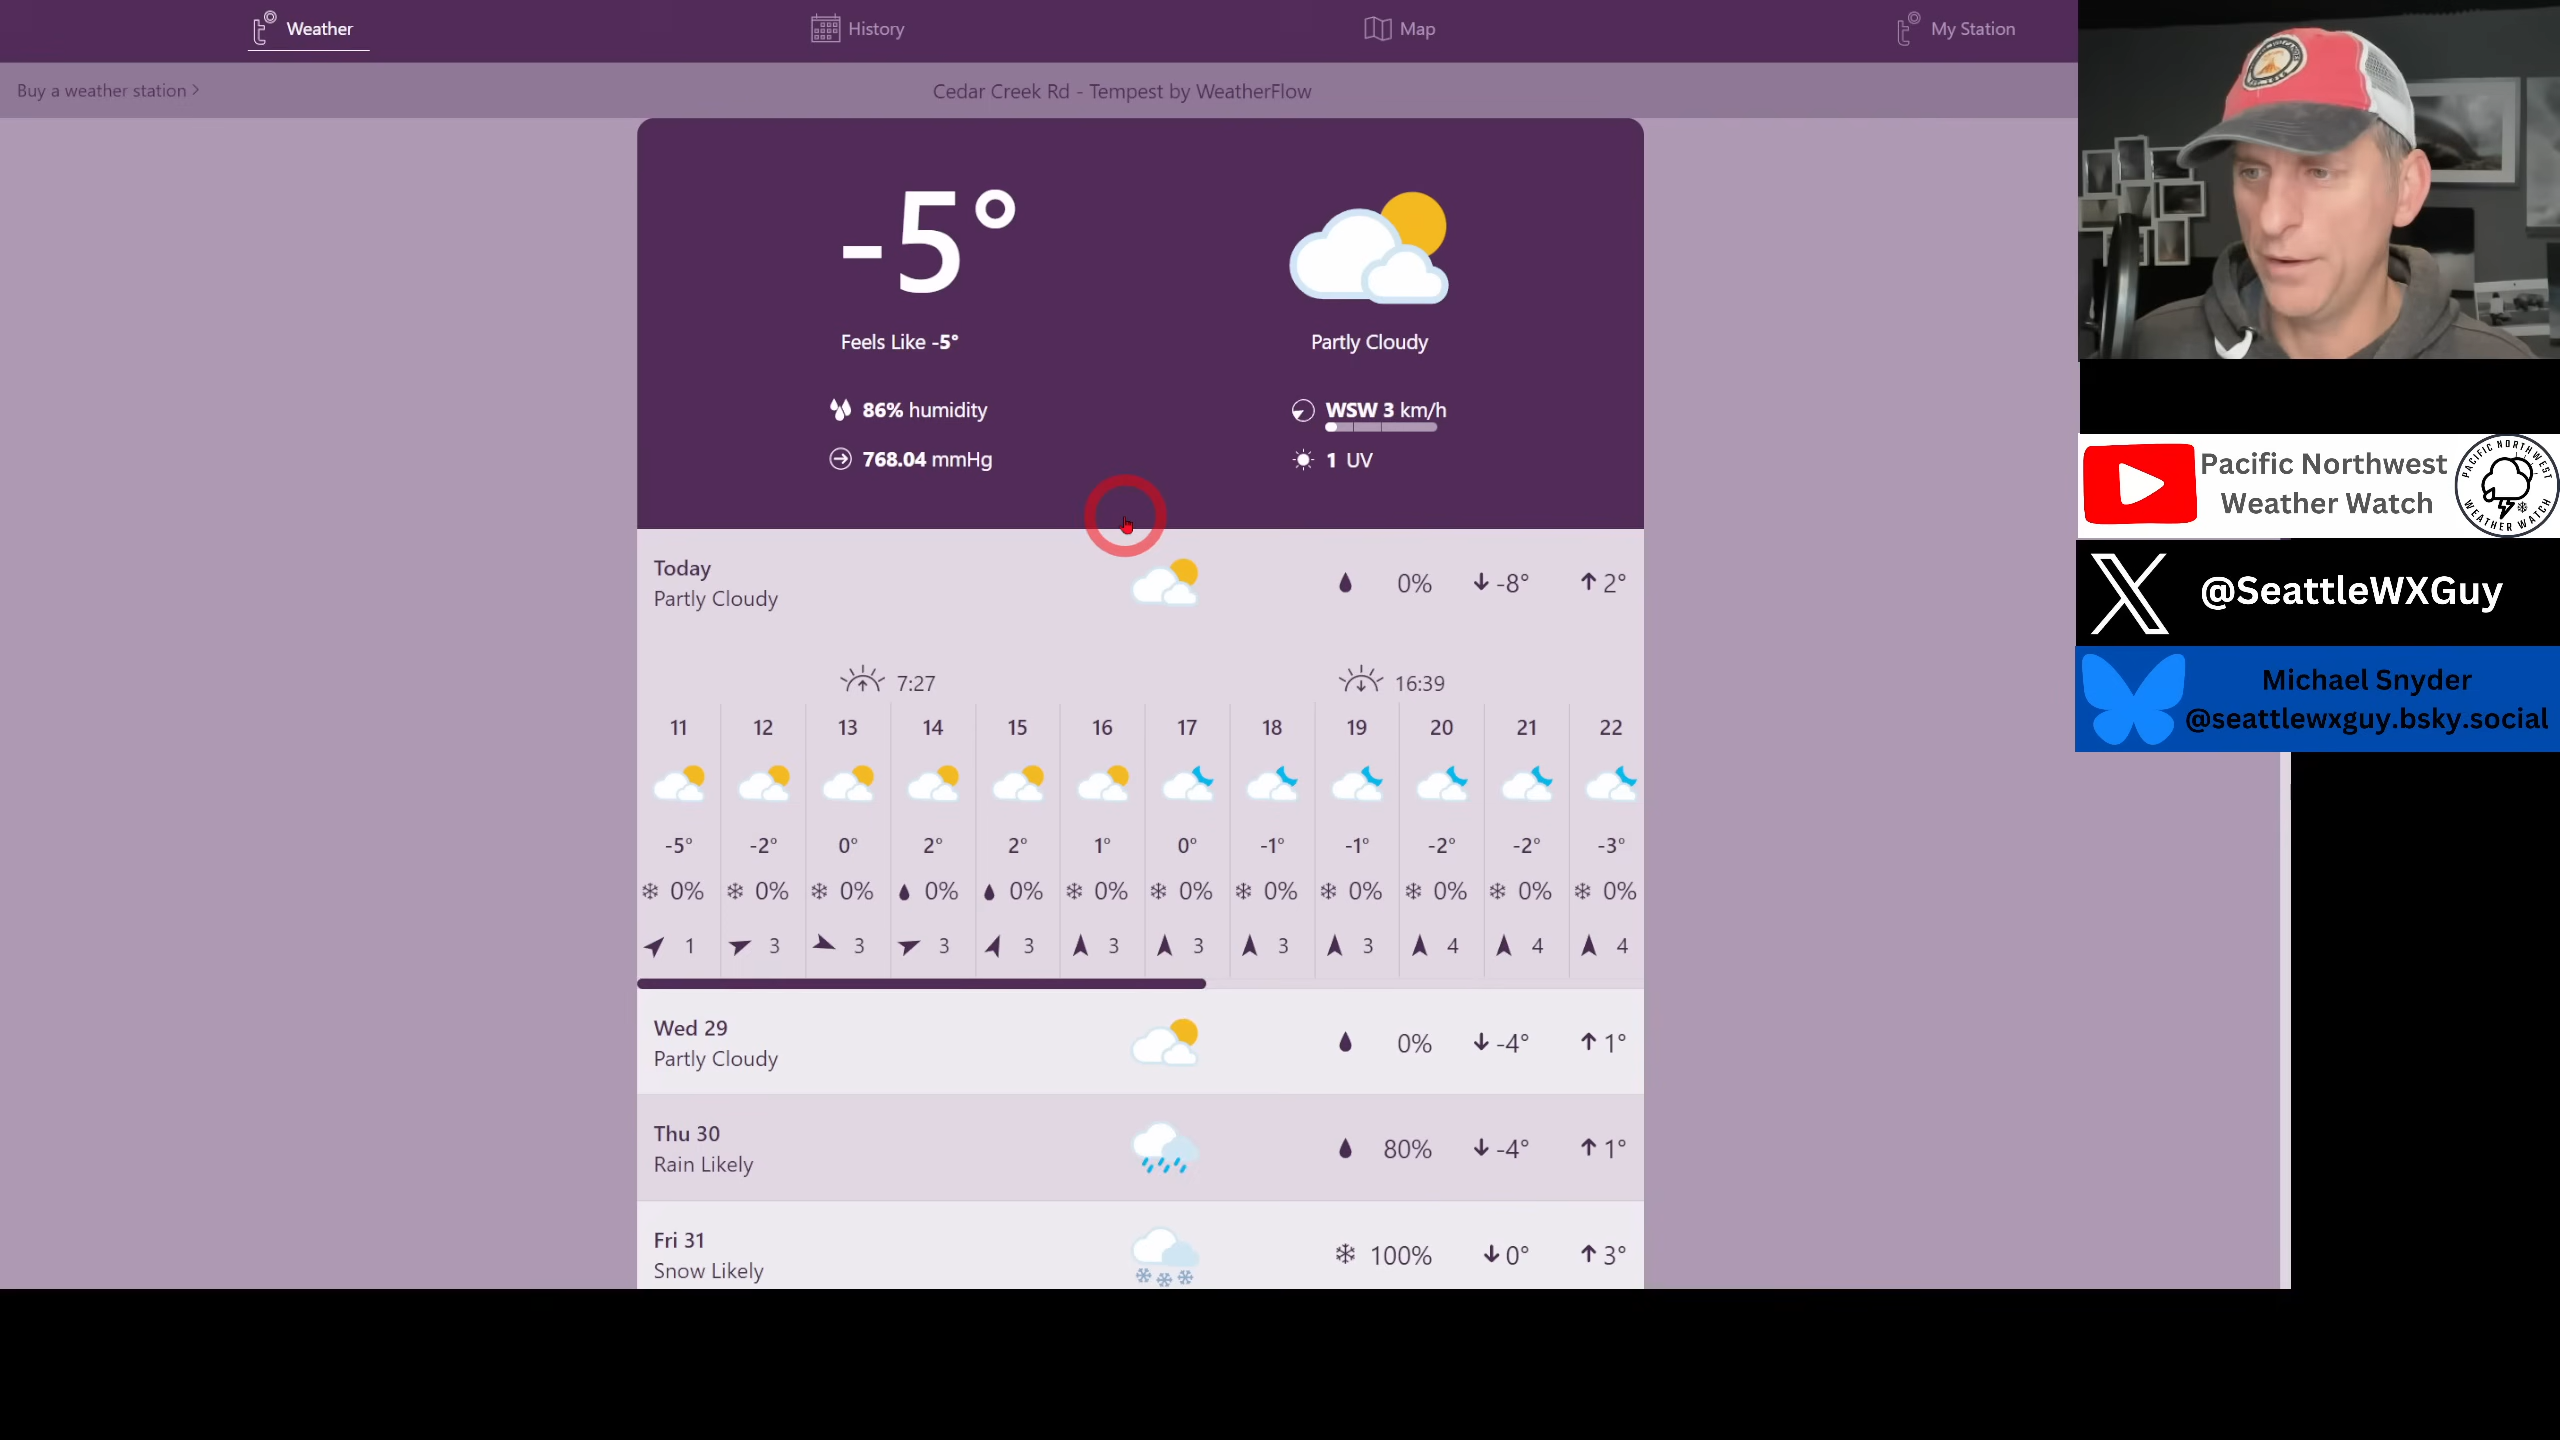 Weather
History
Map
My Station
Buy a weather station >
Cedar Creek Rd - Tempest by WeatherFlow
-5°
Feels Like -5°
Partly Cloudy
86% humidity
WSW 3 km/h
768.04 mmHg
1 UV
Today
Partly Cloudy
0% -8° 2°
7:27 16:39
11 12 13 14 15 16 17 18 19 20 21 22
-5° -2° 0° 2° 2° 1° 0° -1° -1° -2° -2° -3°
0% 0% 0% 0% 0% 0% 0% 0% 0% 0% 0% 0%
1 3 3 3 3 3 3 3 3 4 4 4
Wed 29
Partly Cloudy
0% -4° 1°
Thu 30
Rain Likely
80% -4° 1°
Fri 31
Snow Likely
100% 0° 3°
Pacific Northwest
Weather Watch
PACIFIC NORTHWEST
WEATHER WATCH
@SeattleWXGuy
Michael Snyder
@seattlewxguy.bsky.social